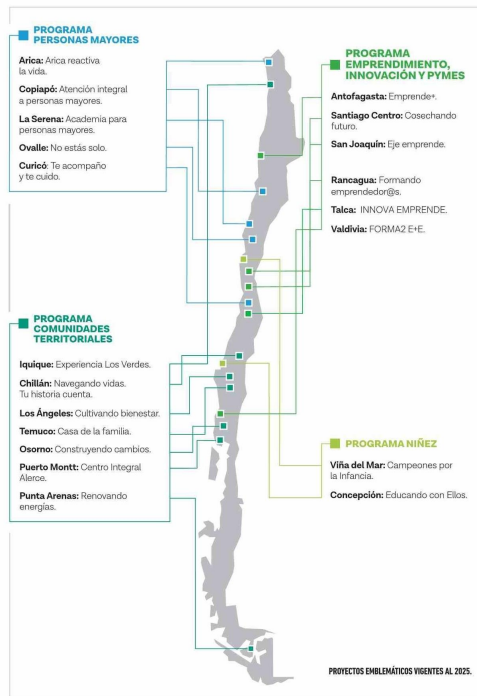 PROGRAMA
PERSONAS MAYORES
Arica: Arica reactiva
la vida.
Copiapó: Atención integral
a personas mayores.
La Serena: Academia para
personas mayores.
Ovalle: No estás solo.
Curicó: Te acompaño
y te cuido.
PROGRAMA
EMPRENDIMIENTO,
INNOVACIÓN Y PYMES
Antofagasta: Emprende+.
Santiago Centro: Cosechando
futuro.
San Joaquín: Eje emprende.
Rancagua: Formando
emprendedor@s.
Talca: INNOVA EMPRENDE.
Valdivia: FORMA2 E+E.
PROGRAMA
COMUNIDADES
TERRITORIALES
Iquique: Experiencia Los Verdes.
Chillán: Navegando vidas.
Tu historia cuenta.
Los Ángeles: Cultivando bienestar.
Temuco: Casa de la familia.
Osorno: Construyendo cambios.
Puerto Montt: Centro Integral
Alerce.
Punta Arenas: Renovando
energías.
PROGRAMA NIÑEZ
Viña del Mar: Campeones por
la Infancia.
Concepción: Educando con Ellos.
PROYECTOS EMBLEMÁTICOS VIGENTES AL 2025.